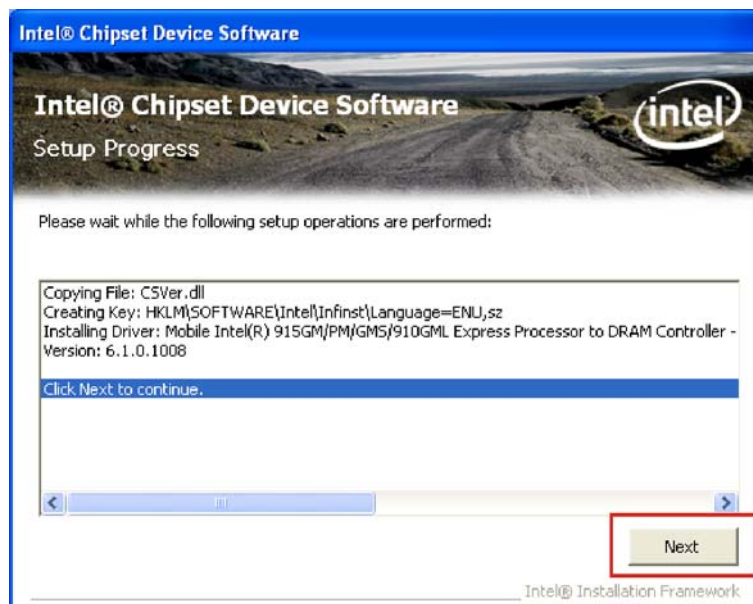 Intel® Chipset Device Software
Intel® Chipset Device Software
intel
Setup Progress
Please wait while the following setup operations are performed:
Copying File: CSVer.dll
Creating Key: HKLM\SOFTWARE\Intel\Infinst\Language=ENU,sz
Installing Driver: Mobile Intel(R) 915GM/PM/GMS/910GML Express Processor to DRAM Controller -
Version: 6.1.0.1008
Click Next to continue.
Next
Intel® Installation Framework